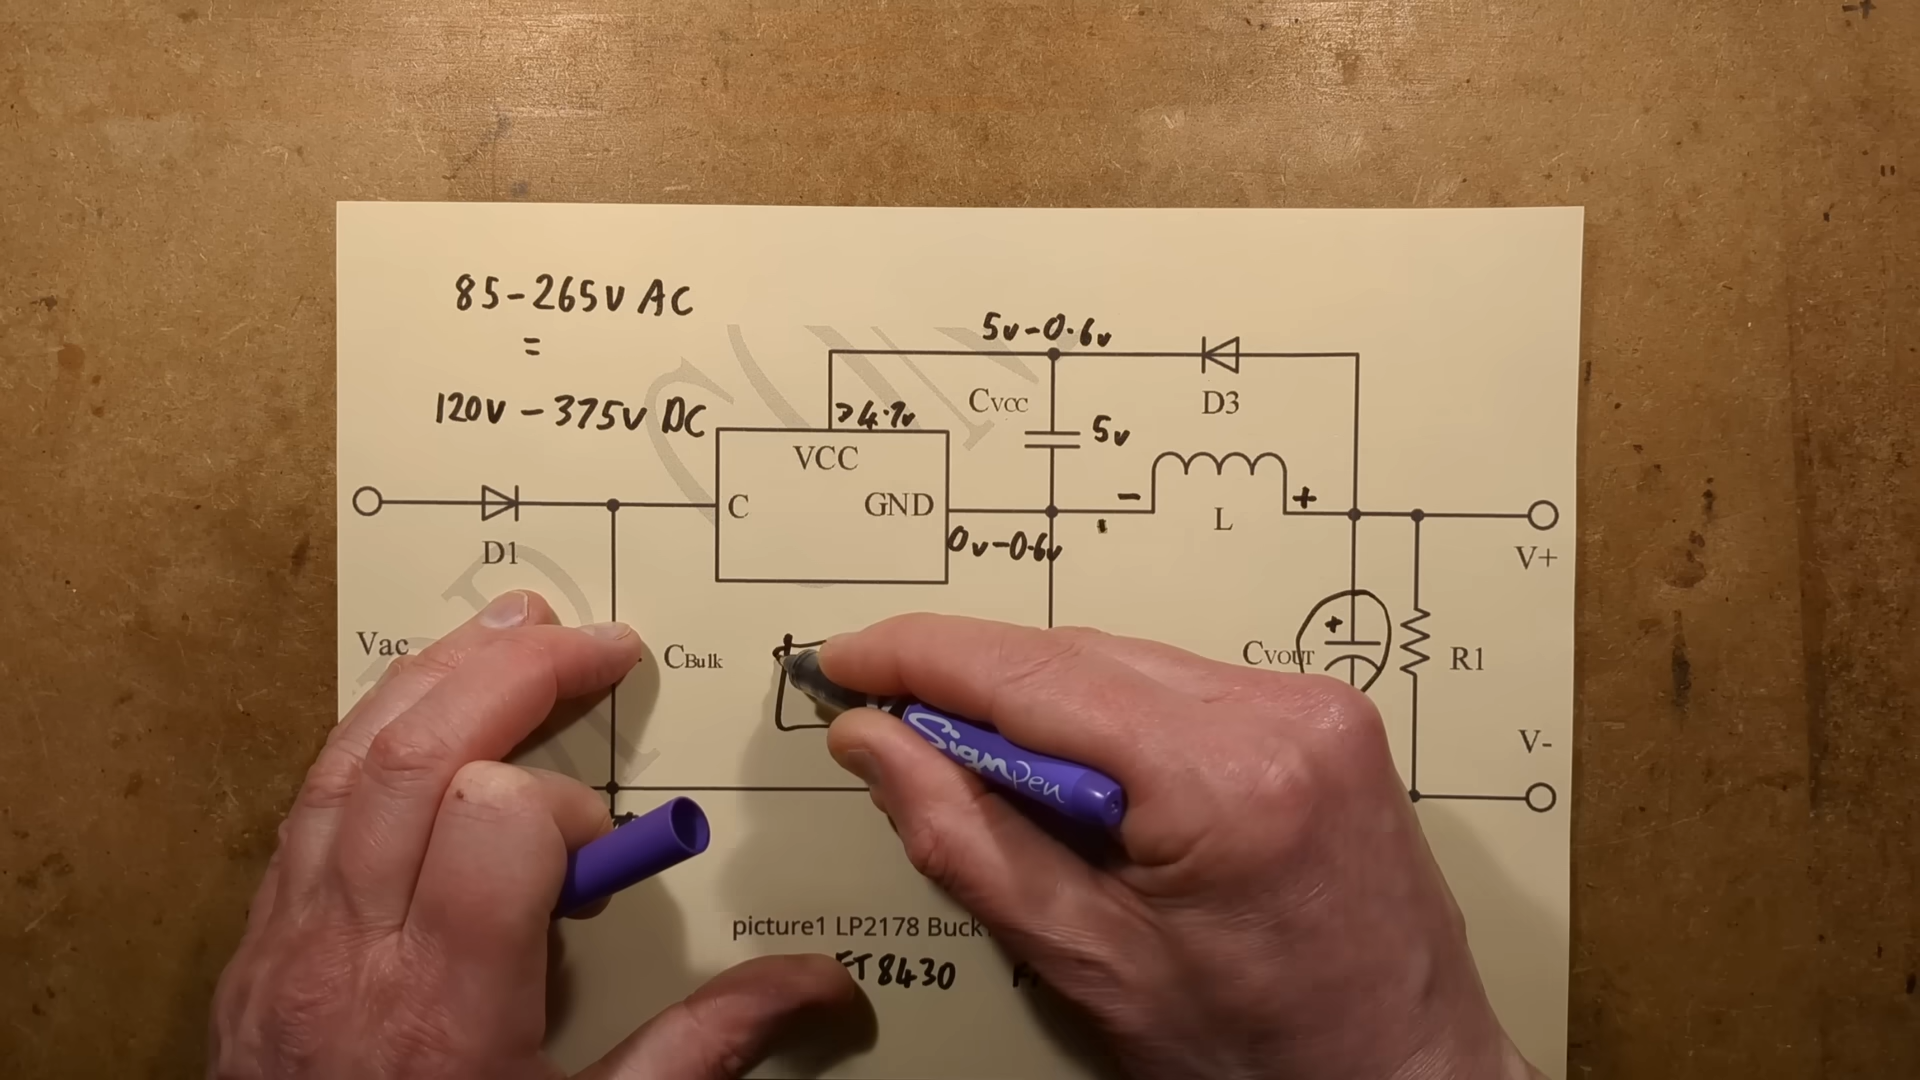 85-265v AC
=
120v - 375v DC
5v-0.6v
CVCC
D3
>4.7v
5v
VCC
C
GND
-
+
L
D1
0v-0.6v
V+
Vac
CBulk
+
CVOUT
R1
V-
Sign pen
picture1 LP2178 Buck
FT8430